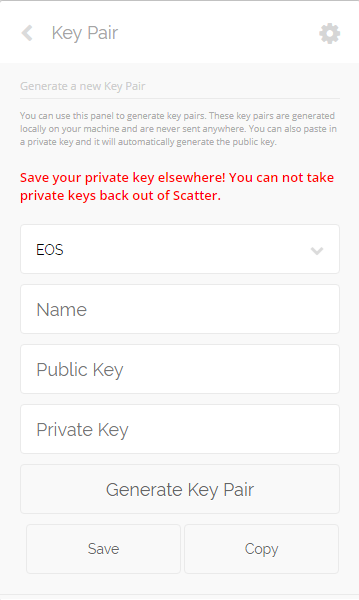 Key Pair
Generate a new Key Pair
You can use this panel to generate key pairs. These key pairs are generated
locally on your machine and are never sent anywhere. You can also paste in
a private key and it will automatically generate the public key.
Save your private key elsewhere! You can not take
private keys back out of Scatter.
EOS
Name
Public Key
Private Key
Generate Key Pair
Save
Copy